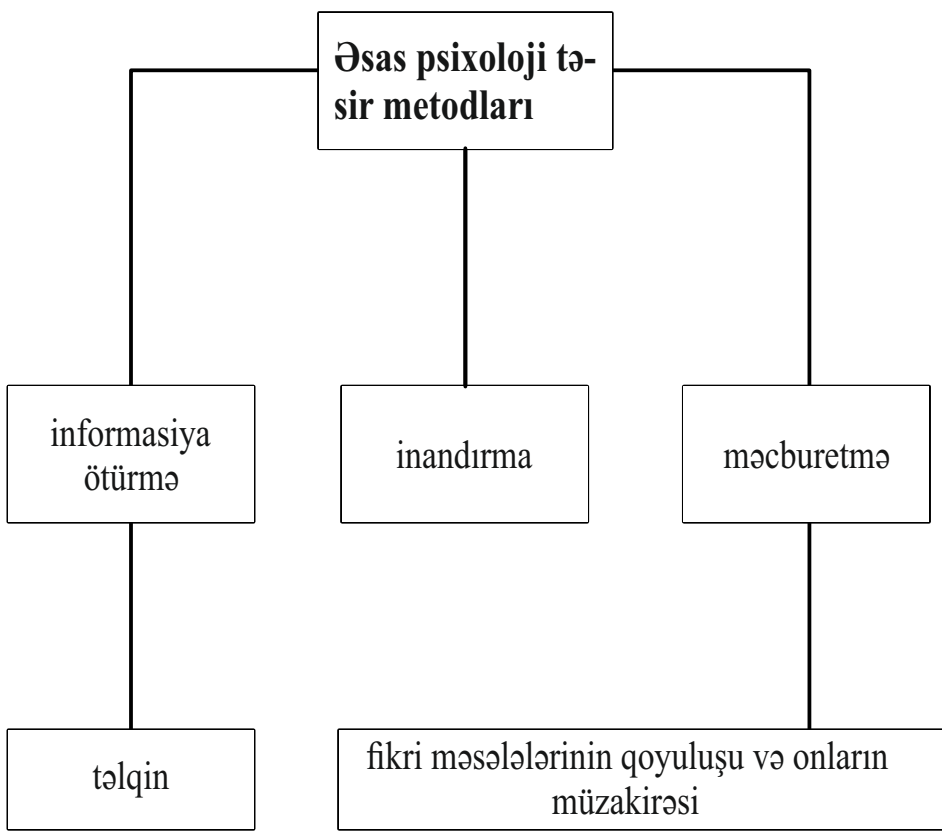 Əsas psixoloji tə-
sir metodları
informasiya
ötürmə
inandırma
məcburetmə
təlqin
fikri məsələlərinin qoyuluşu və onların
müzakirəsi